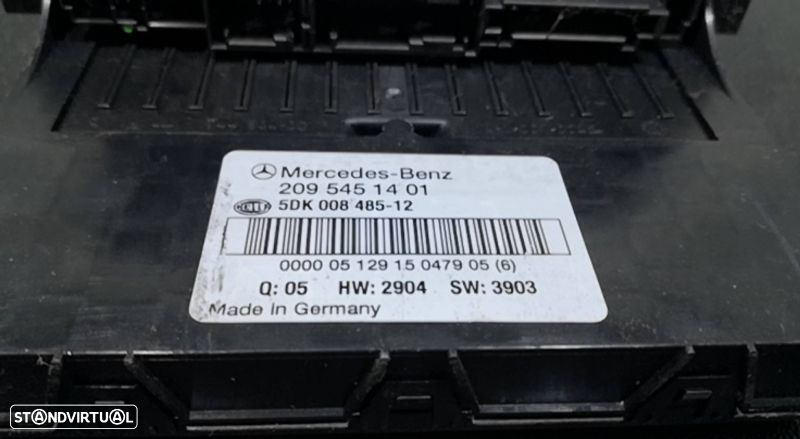 Mercedes-Benz
209 545 14 01
HELLA 5DK 008 485-12
0000 05 129 15 0479 05 (6)
Q: 05 HW: 2904 SW: 3903
Made In Germany
STANDVIRTUAL